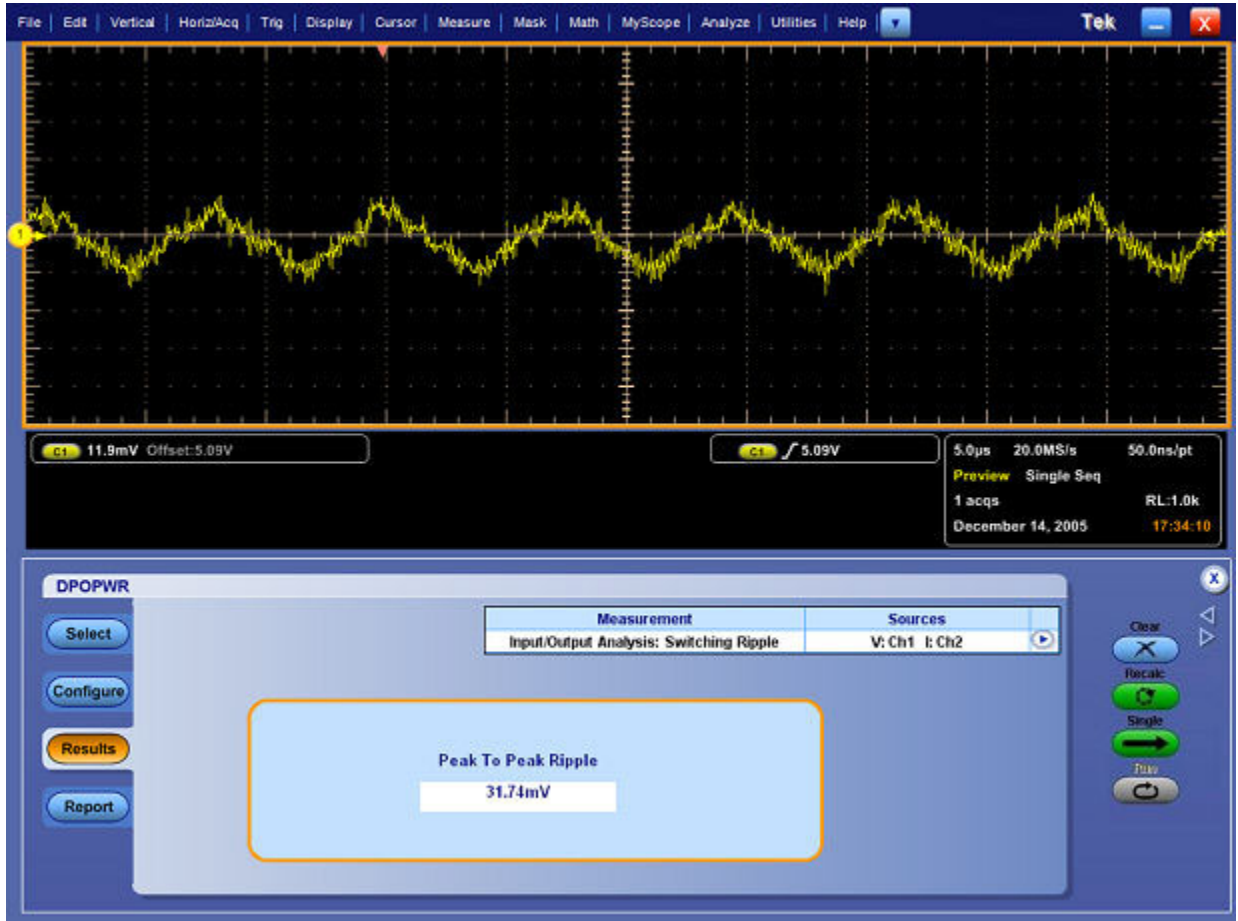 File | Edit | Vertical | Horiz/Acq | Trig | Display | Cursor | Measure | Mask | Math | MyScope | Analyze | Utilities | Help | Tek X
1
C1 11.9mV Offset:5.09V
C1 5.09V
5.0µs 20.0MS/s 50.0ns/pt
Preview Single Seq
1 acqs RL:1.0k
December 14, 2005 17:34:10
DPOPWR
X
Select
Configure
Results
Report
Measurement Sources
Input/Output Analysis: Switching Ripple V: Ch1 I: Ch2
Peak To Peak Ripple
31.74mV
Clear
Recalc
Single
Run